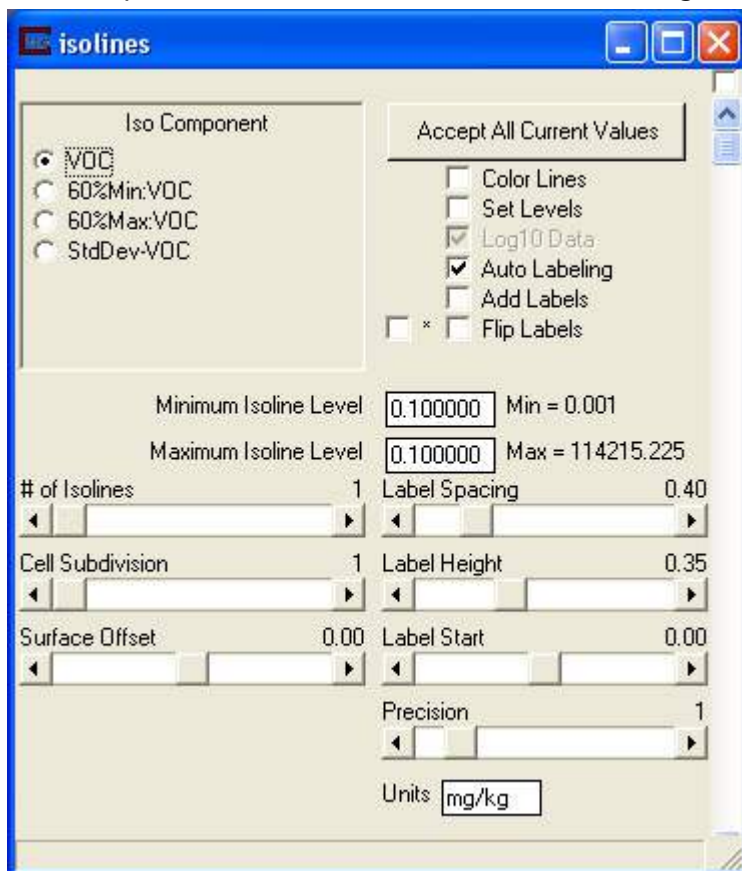 isolines
Iso Component
VOC
60%Min:VOC
60%Max:VOC
StdDev-VOC
Accept All Current Values
Color Lines
Set Levels
Log10 Data
Auto Labeling
Add Labels
* Flip Labels
Minimum Isoline Level 0.100000 Min = 0.001
Maximum Isoline Level 0.100000 Max = 114215.225
# of Isolines 1 Label Spacing 0.40
Cell Subdivision 1 Label Height 0.35
Surface Offset 0.00 Label Start 0.00
Precision 1
Units mg/kg